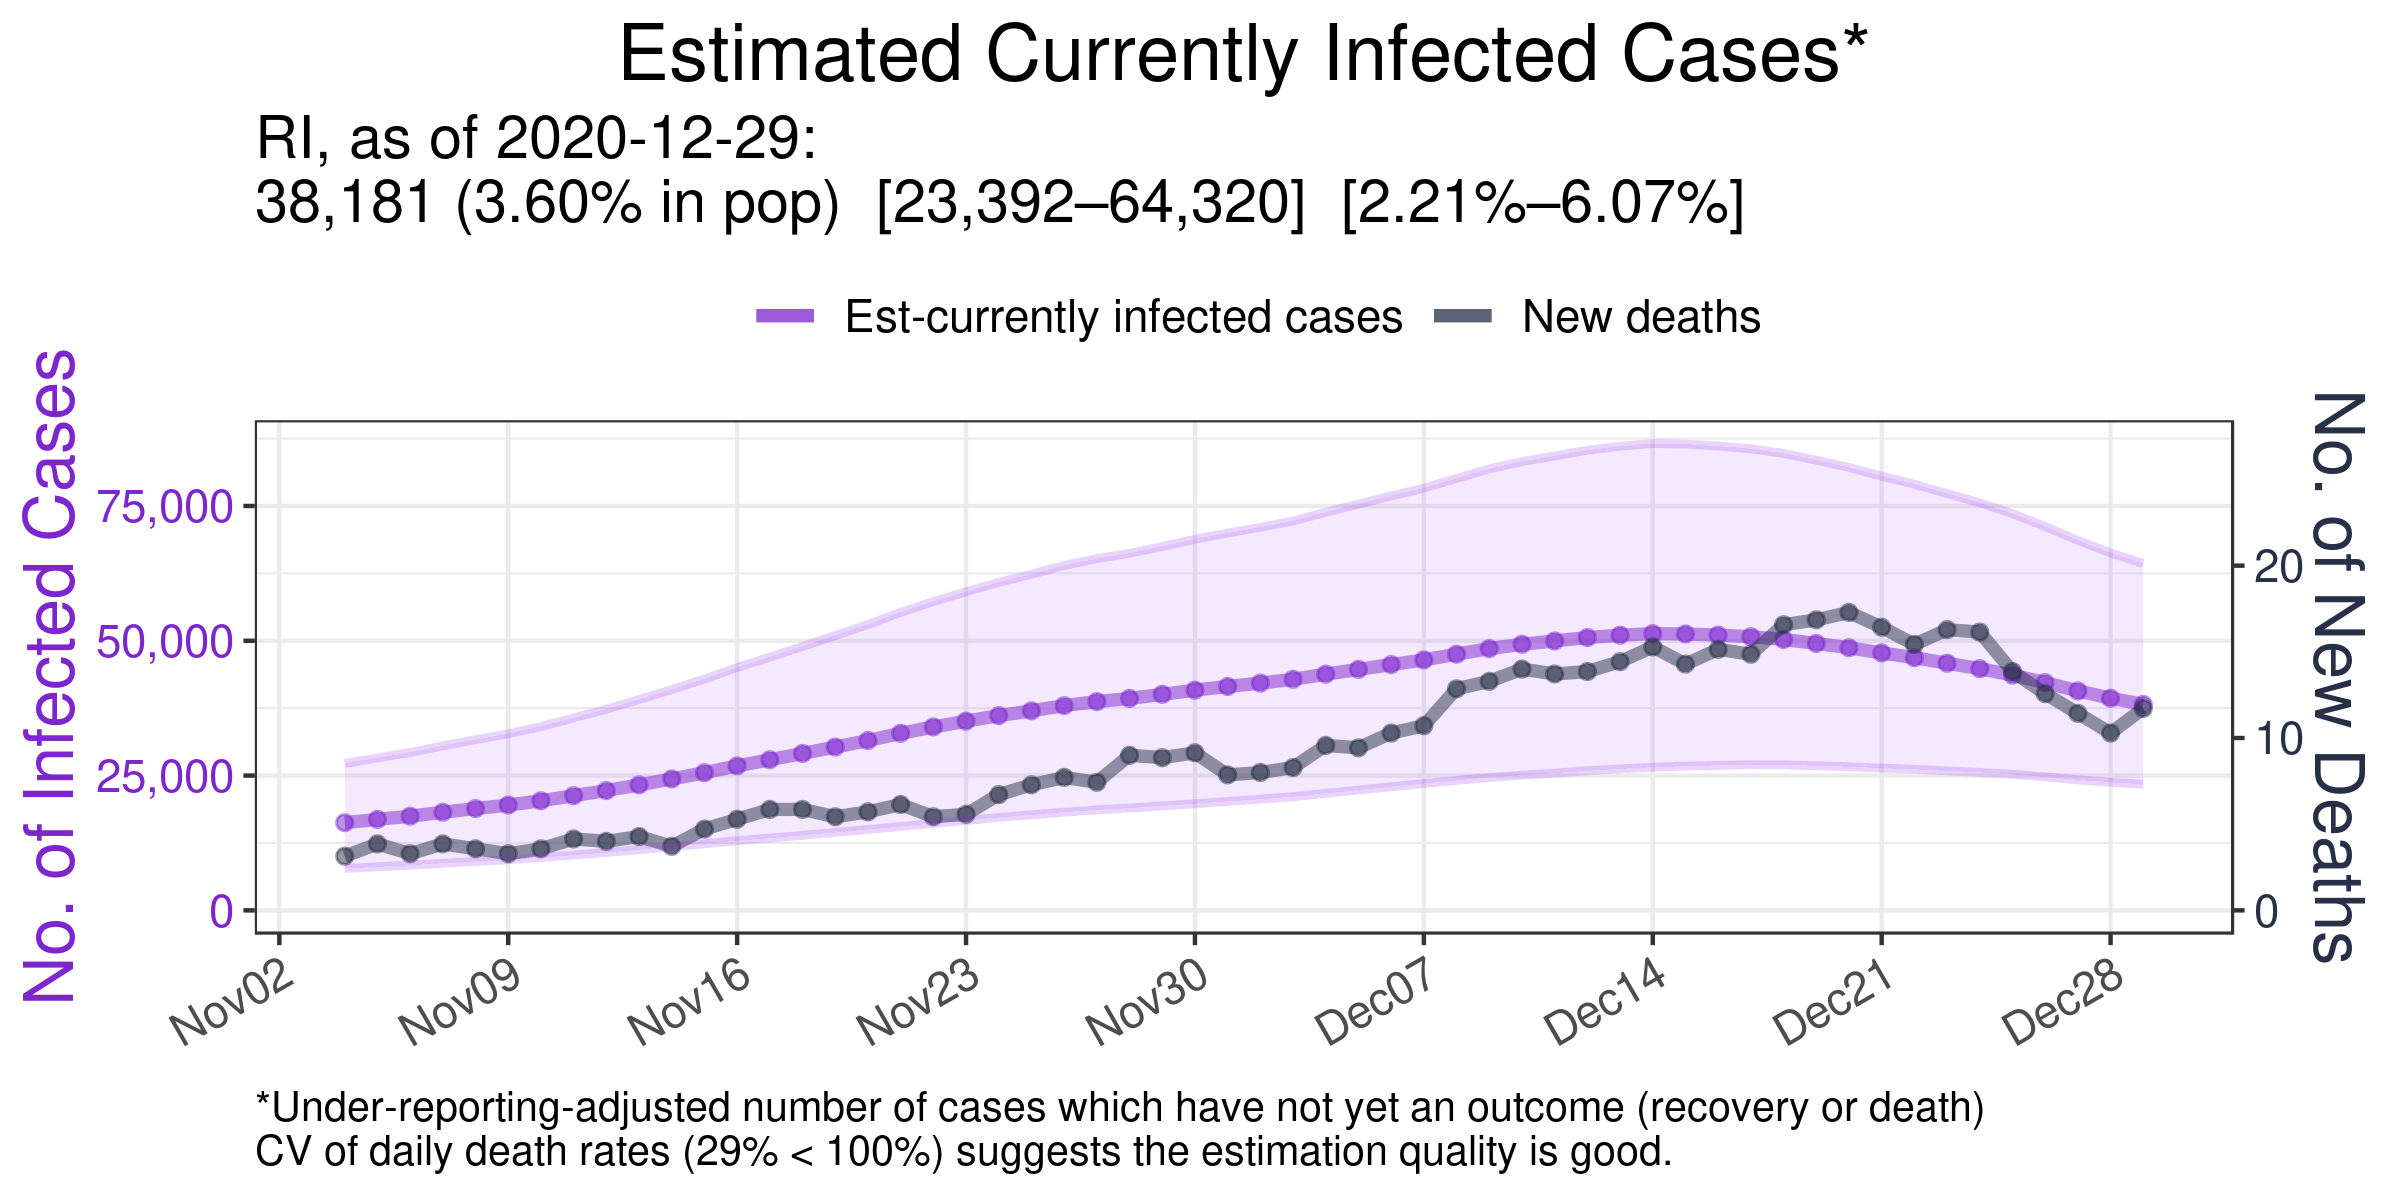 Estimated Currently Infected Cases*
RI, as of 2020-12-29:
38,181 (3.60% in pop)  [23,392–64,320]  [2.21%–6.07%]
Est-currently infected cases
New deaths
No. of Infected Cases
75,000
50,000
25,000
0
No. of New Deaths
20
10
0
Nov02
Nov09
Nov16
Nov23
Nov30
Dec07
Dec14
Dec21
Dec28
*Under-reporting-adjusted number of cases which have not yet an outcome (recovery or death)
CV of daily death rates (29% < 100%) suggests the estimation quality is good.